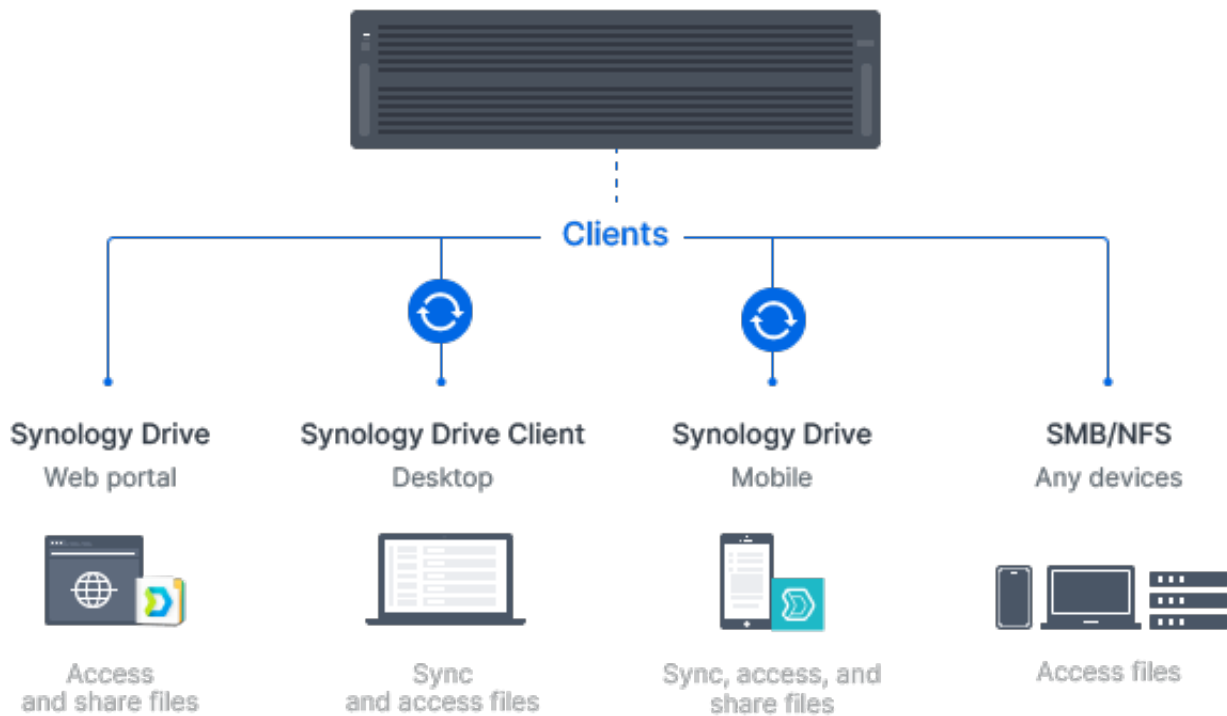 Clients
Synology Drive
Web portal
Access
and share files
Synology Drive Client
Desktop
Sync
and access files
Synology Drive
Mobile
Sync, access, and
share files
SMB/NFS
Any devices
Access files